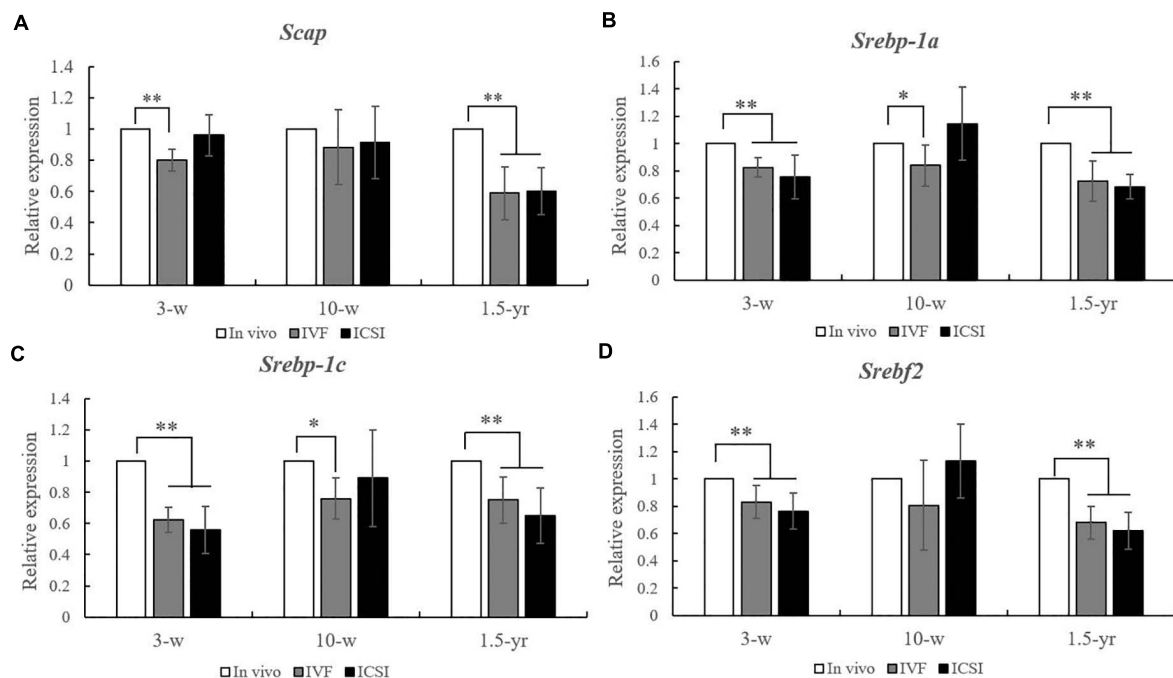 A
Scap
Relative expression
1.4
1.2
1
0.8
0.6
0.4
0.2
0
**
**
3-w 10-w 1.5-yr
In vivo IVF ICSI
B
Srebp-1a
Relative expression
1.6
1.4
1.2
1
0.8
0.6
0.4
0.2
0
**
*
**
3-w 10-w 1.5-yr
In vivo IVF ICSI
C
Srebp-1c
Relative expression
1.4
1.2
1
0.8
0.6
0.4
0.2
0
**
*
**
3-w 10-w 1.5-yr
In vivo IVF ICSI
D
Srebf2
Relative expression
1.6
1.4
1.2
1
0.8
0.6
0.4
0.2
0
**
**
3-w 10-w 1.5-yr
In vivo IVF ICSI